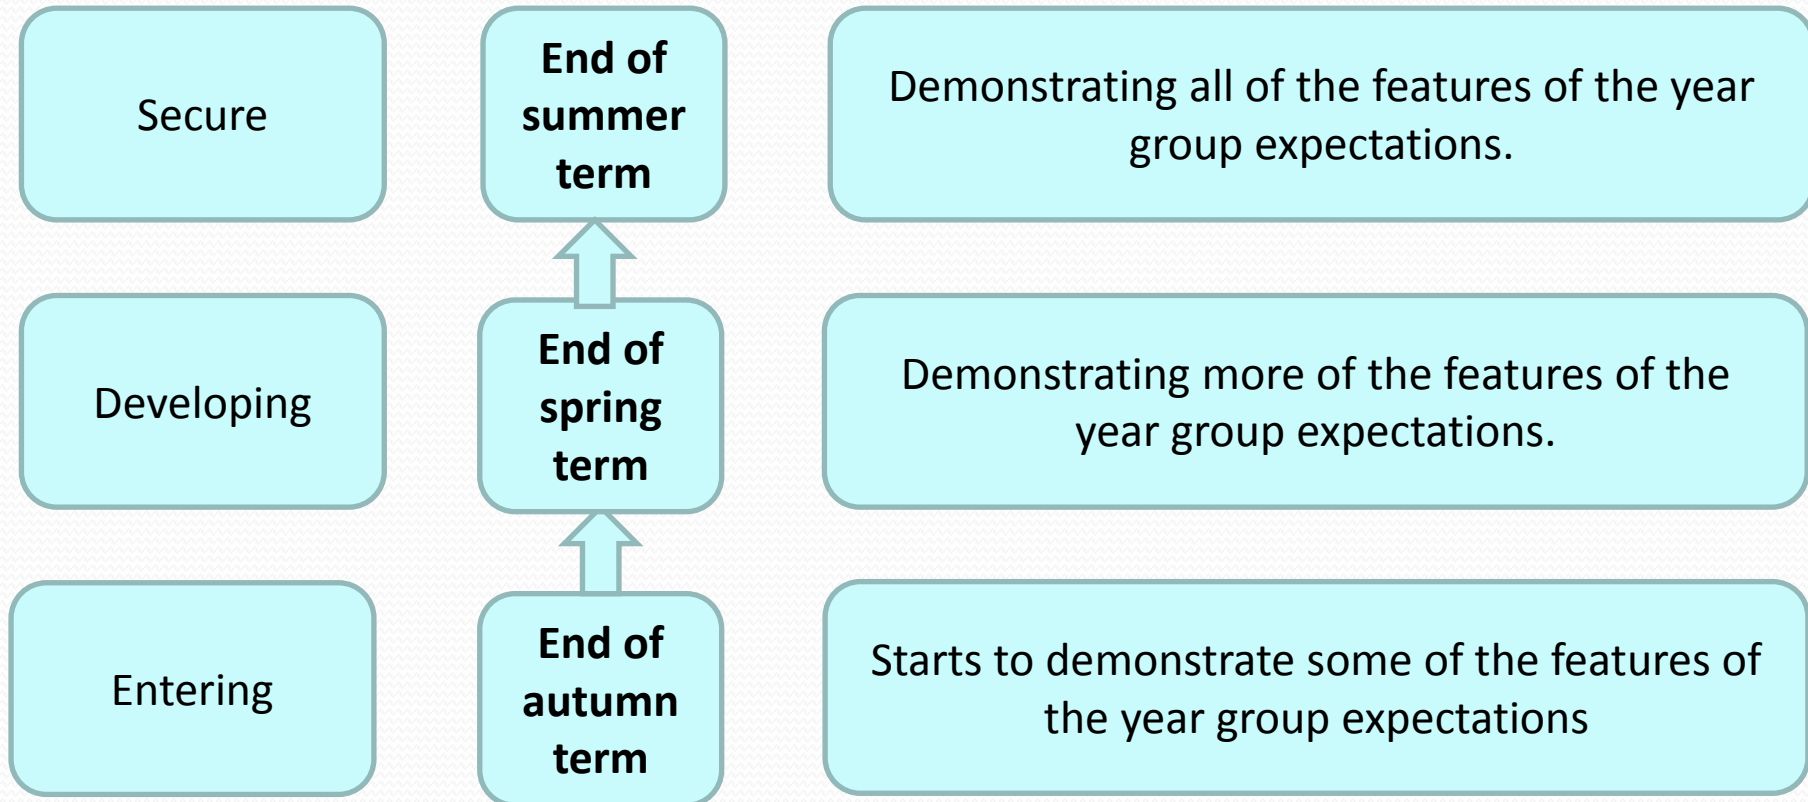 Secure
End of
summer
term
Demonstrating all of the features of the year
group expectations.
Developing
End of
spring
term
Demonstrating more of the features of the
year group expectations.
Entering
End of
autumn
term
Starts to demonstrate some of the features of
the year group expectations